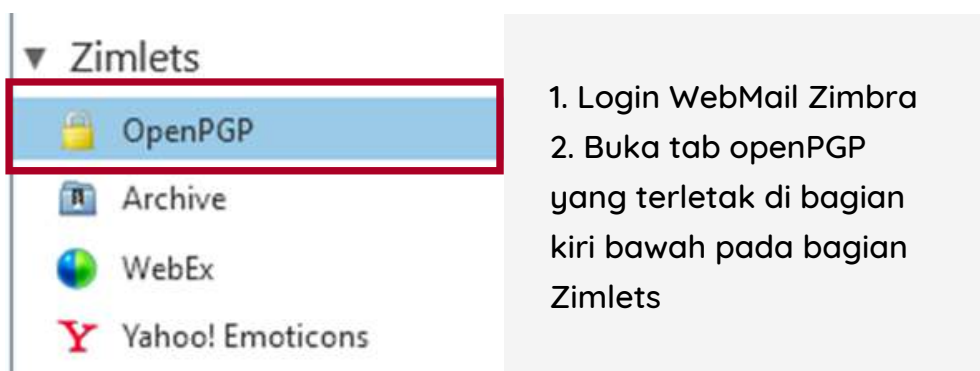 Zimlets
OpenPGP
Archive
WebEx
Yahoo! Emoticons
1. Login WebMail Zimbra
2. Buka tab openPGP
yang terletak di bagian
kiri bawah pada bagian
Zimlets